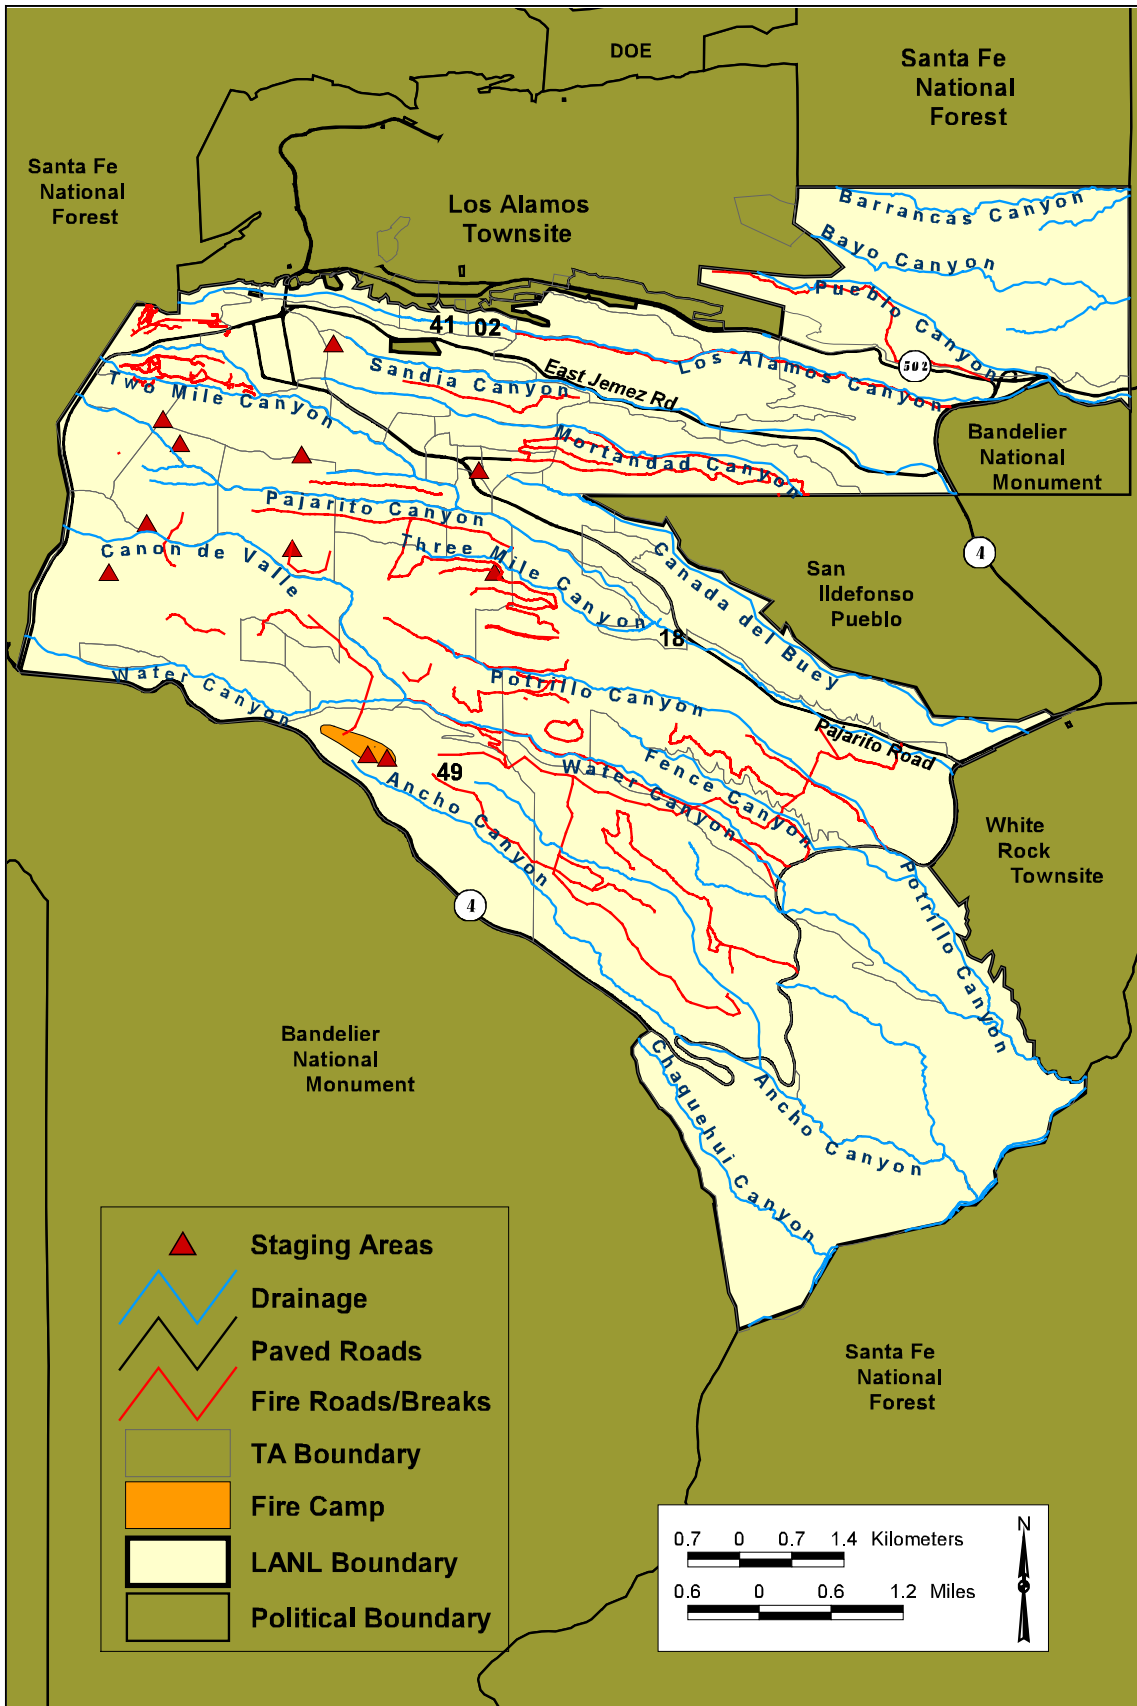 DOE
Santa Fe
National
Forest
Santa Fe
National
Forest
Los Alamos
Townsite
Barrancas Canyon
Bayo Canyon
Pueblo Canyon
41
02
502
Los Alamos Canyon
East Jemez Rd
Sandia Canyon
Two Mile Canyon
Mortandad Canyon
Bandelier
National
Monument
Pajarito Canyon
Three Mile Canyon
Canon de Valle
Canada del Buey
4
San
Ildefonso
Pueblo
18
Water Canyon
Potrillo Canyon
Pajarito Road
Fence Canyon
Water Canyon
49
Ancho Canyon
White
Rock
Townsite
Potrillo Canyon
4
Bandelier
National
Monument
Chaquehui Canyon
Ancho Canyon
Santa Fe
National
Forest
Staging Areas
Drainage
Paved Roads
Fire Roads/Breaks
TA Boundary
Fire Camp
LANL Boundary
Political Boundary
0.7 0 0.7 1.4 Kilometers
0.6 0 0.6 1.2 Miles
N